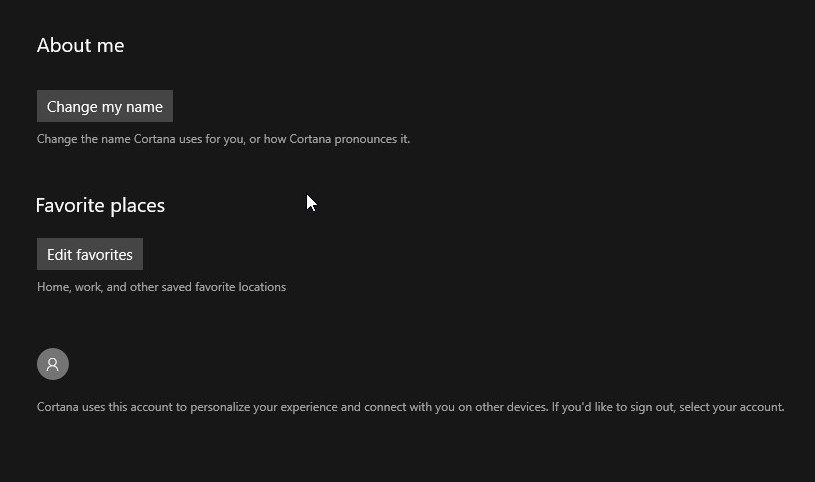 About me
Change my name
Change the name Cortana uses for you, or how Cortana pronounces it.
Favorite places
Edit favorites
Home, work, and other saved favorite locations
Cortana uses this account to personalize your experience and connect with you on other devices. If you'd like to sign out, select your account.